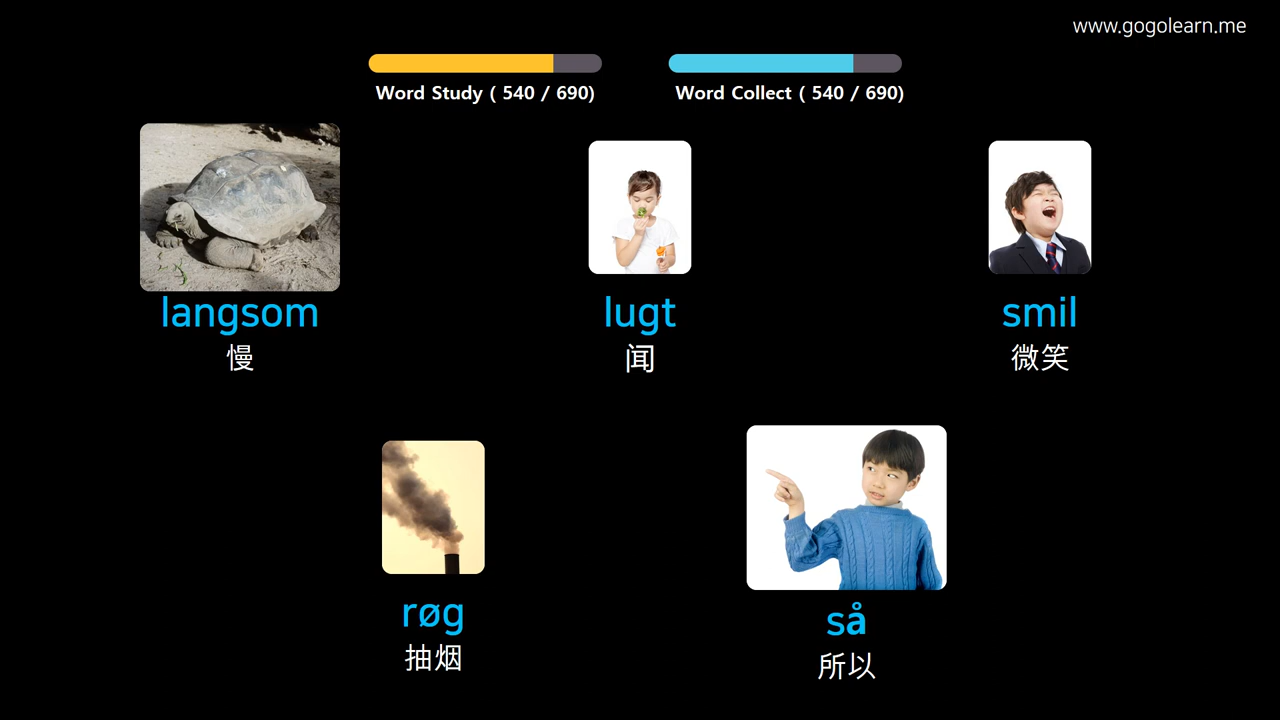 www.gogolearn.me
Word Study ( 540 / 690)
Word Collect ( 540 / 690)
langsom
慢
lugt
闻
smil
微笑
røg
抽烟
så
所以